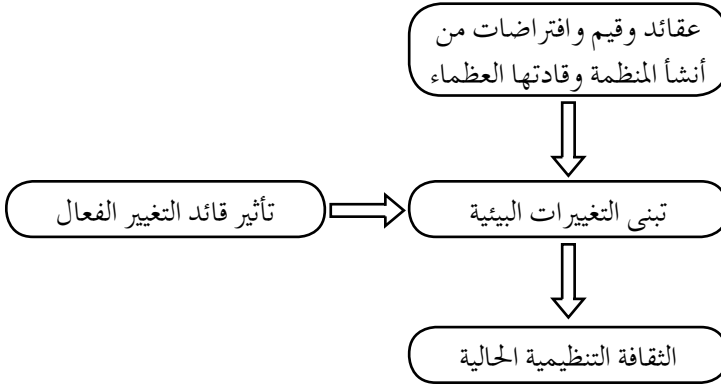 عقائد وقيم وافتراضات من
أنشأ المنظمة وقادتها العظماء
تبنى التغييرات البيئية
تأثير قائد التغيير الفعال
الثقافة التنظيمية الحالية